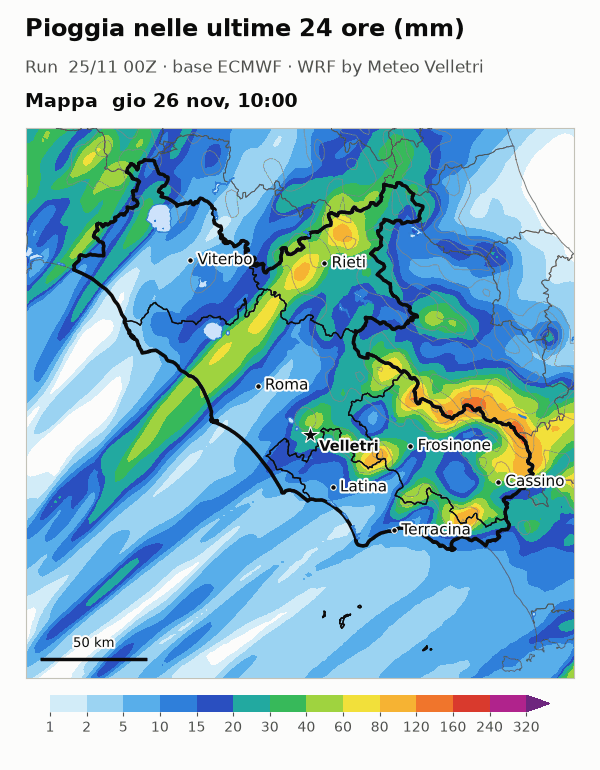 Pioggia nelle ultime 24 ore (mm)
Run  25/11 00Z · base ECMWF · WRF by Meteo Velletri
Mappa  gio 26 nov, 10:00
Viterbo
Rieti
Roma
Velletri
Frosinone
Latina
Cassino
Terracina
50 km
1 2 5 10 15 20 30 40 60 80 120 160 240 320